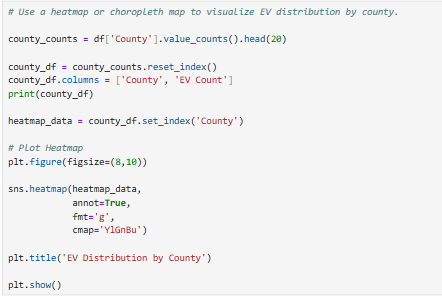 # Use a heatmap or choropleth map to visualize EV distribution by county.
county_counts = df['County'].value_counts().head(20)
county_df = county_counts.reset_index()
county_df.columns = ['County', 'EV Count']
print(county_df)
heatmap_data = county_df.set_index('County')
# Plot Heatmap
plt.figure(figsize=(8,10))
sns.heatmap(heatmap_data,
            annot=True,
            fmt='g',
            cmap='YlGnBu')
plt.title('EV Distribution by County')
plt.show()